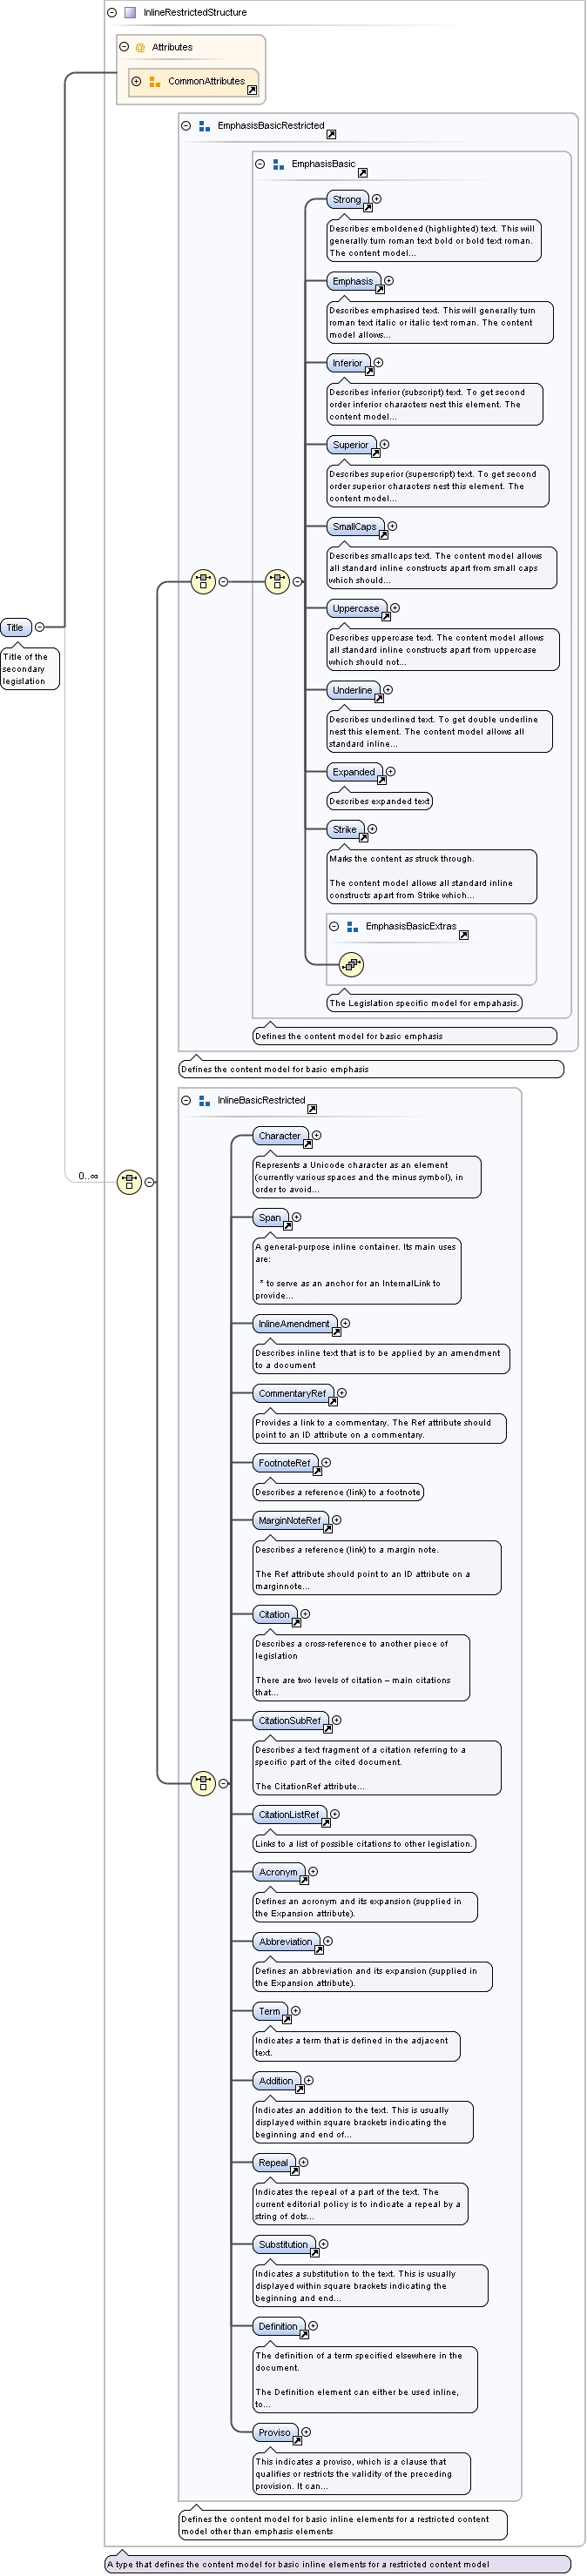 InlineRestrictedStructure
@ Attributes
CommonAttributes
EmphasisBasicRestricted
EmphasisBasic
Strong
Describes emboldened (highlighted) text. This will
generally turn roman text bold or bold text roman.
The content model...
Emphasis
Describes emphasised text. This will generally turn
roman text italic or italic text roman. The content
model allows...
Inferior
Describes inferior (subscript) text. To get second
order inferior characters nest this element. The
content model...
Superior
Describes superior (superscript) text. To get second
order superior characters nest this element. The
content model...
SmallCaps
Describes smallcaps text. The content model allows
all standard inline constructs apart from small caps
which should...
Uppercase
Describes uppercase text. The content model allows
all standard inline constructs apart from uppercase
which should not...
Title
Title of the
secondary
legislation
Underline
Describes underlined text. To get double underline
nest this element. The content model allows all
standard inline...
Expanded
Describes expanded text
Strike
Marks the content as struck through.
The content model allows all standard inline
constructs apart from Strike which...
EmphasisBasicExtras
The Legislation specific model for empahasis.
Defines the content model for basic emphasis
Defines the content model for basic emphasis
InlineBasicRestricted
Character
Represents a Unicode character as an element
(currently various spaces and the minus symbol), in
order to avoid...
0..∞
Span
A general-purpose inline container. Its main uses
are:
* to serve as an anchor for an InternalLink to
provide...
InlineAmendment
Describes inline text that is to be applied by an amendment
to a document
CommentaryRef
Provides a link to a commentary. The Ref attribute should
point to an ID attribute on a commentary.
FootnoteRef
Describes a reference (link) to a footnote
MarginNoteRef
Describes a reference (link) to a margin note.
The Ref attribute should point to an ID attribute on a
marginnote...
Citation
Describes a cross-reference to another piece of
legislation
There are two levels of citation – main citations
that...
CitationSubRef
Describes a text fragment of a citation referring to a
specific part of the cited document.
The CitationRef attribute...
CitationListRef
Links to a list of possible citations to other legislation.
Acronym
Defines an acronym and its expansion (supplied in
the Expansion attribute).
Abbreviation
Defines an abbreviation and its expansion (supplied in
the Expansion attribute).
Term
Indicates a term that is defined in the adjacent
text.
Addition
Indicates an addition to the text. This is usually
displayed within square brackets indicating the
beginning and end of...
Repeal
Indicates the repeal of a part of the text. The
current editorial policy is to indicate a repeal by a
string of dots...
Substitution
Indicates a substitution to the text. This is usually
displayed within square brackets indicating the
beginning and end...
Definition
The definition of a term specified elsewhere in the
document.
The Definition element can either be used inline,
to...
Proviso
This indicates a proviso, which is a clause that
qualifies or restricts the validity of the preceding
provision. It can...
Defines the content model for basic inline elements for a restricted content
model other than emphasis elements
A type that defines the content model for basic inline elements for a restricted content model